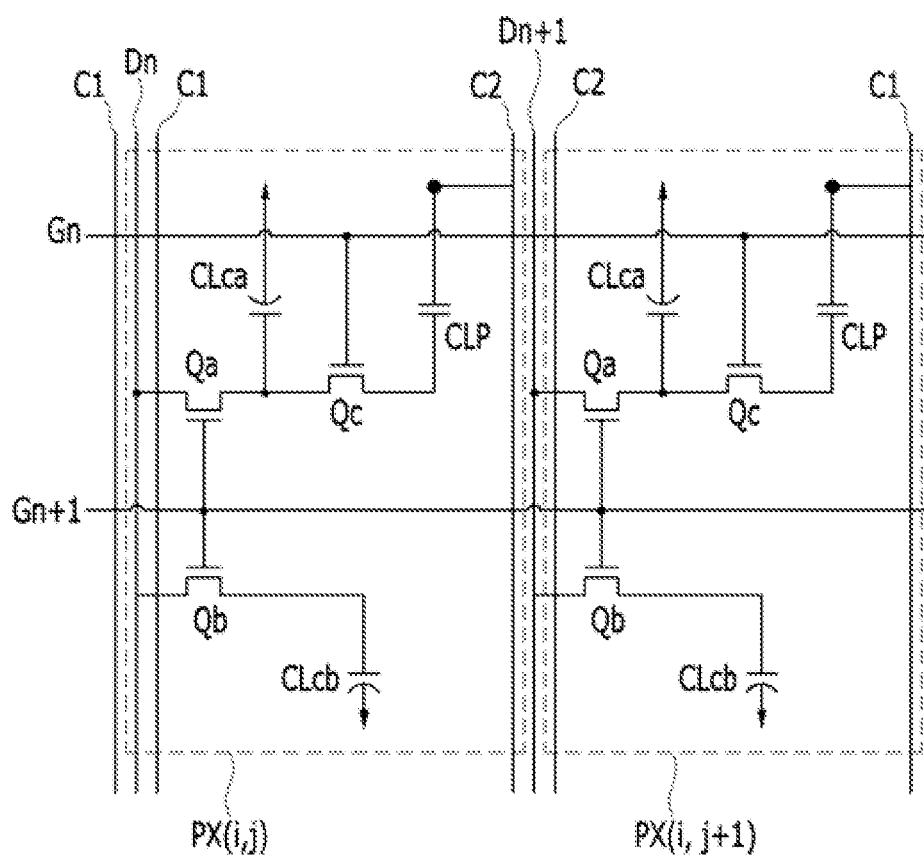 Dn+1
Dn
C1
C1
C2
C2
C1
Gn
CLca
CLP
CLca
CLP
Qa
Qc
Qa
Qc
Gn+1
Qb
Qb
CLcb
CLcb
PX(i,j)
PX(i, j+1)